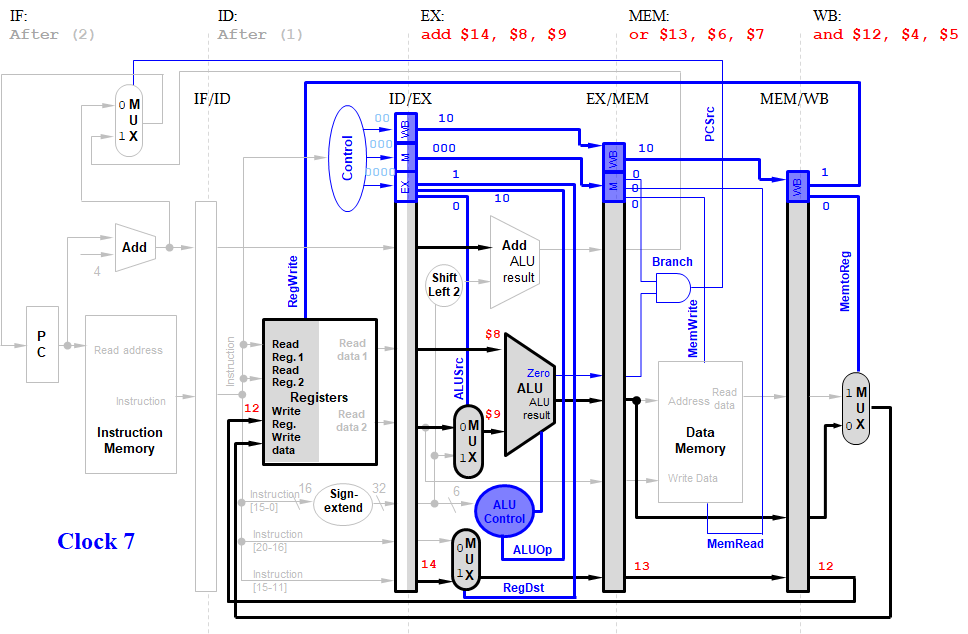 IF: ID: EX: MEM: WB:
After (2) After (1) add $14, $8, $9 or $13, $6, $7 and $12, $4, $5
IF/ID ID/EX EX/MEM MEM/WB
0 M
U
1 X
PCSrc
Control
00
000
0000
WB
M
EX
10
000
1
10
0
WB
M
10
0
0
0
WB
1
0
Add
4
Add
ALU
result
Shift
Left 2
Branch
RegWrite
MemWrite
MemtoReg
P
C
Read address
Instruction
Instruction
Memory
Instruction
Read
Reg. 1
Read
Reg. 2
Registers
Write
Reg.
Write
data
Read
data 1
Read
data 2
12
$8
$9
ALUSrc
0 M
U
1 X
Zero
ALU
ALU
result
Address
Read
data
Data
Memory
Write Data
MemRead
1 M
U
0 X
Instruction
[15-0]
16
Sign-
extend
32
6
ALU
Control
ALUOp
Instruction
[20-16]
Instruction
[15-11]
14
0 M
U
1 X
RegDst
13
12
Clock 7